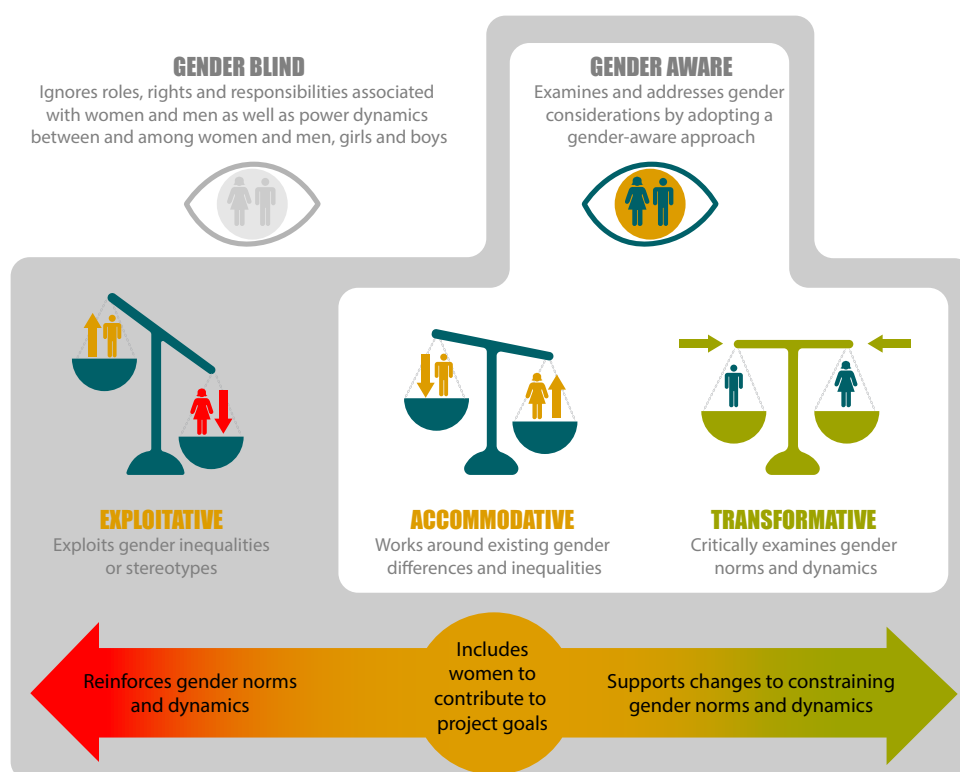 GENDER BLIND
Ignores roles, rights and responsibilities associated
with women and men as well as power dynamics
between and among women and men, girls and boys
GENDER AWARE
Examines and addresses gender
considerations by adopting a
gender-aware approach
EXPLOITATIVE
Exploits gender inequalities
or stereotypes
ACCOMMODATIVE
Works around existing gender
differences and inequalities
TRANSFORMATIVE
Critically examines gender
norms and dynamics
Reinforces gender norms
and dynamics
Includes
women to
contribute to
project goals
Supports changes to constraining
gender norms and dynamics